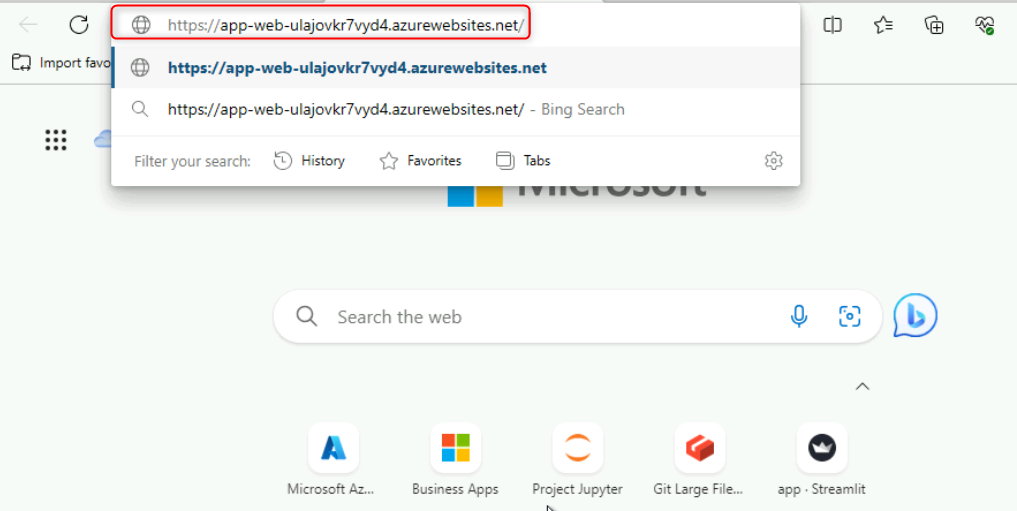 https://app-web-ulajovkr7vyd4.azurewebsites.net/
Import favo
https://app-web-ulajovkr7vyd4.azurewebsites.net
https://app-web-ulajovkr7vyd4.azurewebsites.net/ - Bing Search
Filter your search: History Favorites Tabs
Microsoft
Search the web
Microsoft Az... Business Apps Project Jupyter Git Large File... app · Streamlit